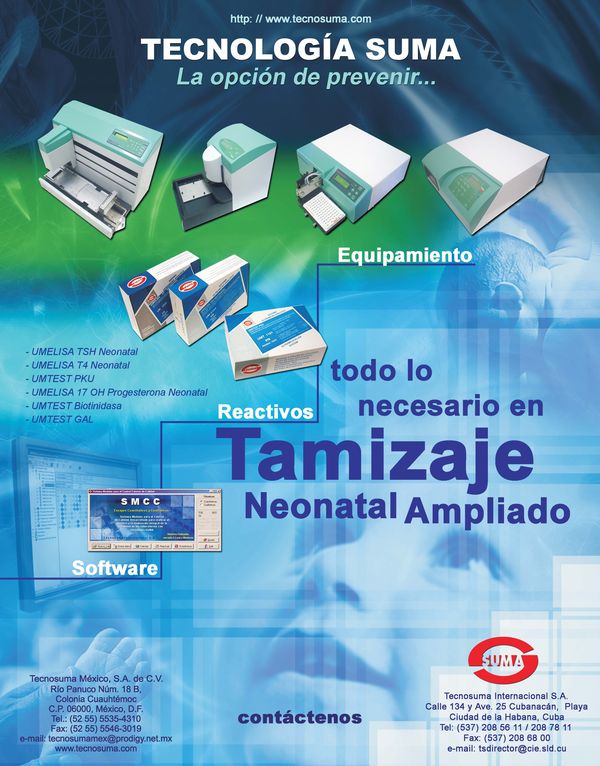 http: // www.tecnosuma.com
TECNOLOGÍA SUMA
La opción de prevenir...
Equipamiento
- UMELISA TSH Neonatal
- UMELISA T4 Neonatal
- UMTEST PKU
- UMELISA 17 OH Progesterona Neonatal
- UMTEST Biotinidasa
- UMTEST GAL
Reactivos
todo lo
necesario en
Tamizaje
Neonatal Ampliado
SMCC
Software
SUMA
Tecnosuma México, S.A. de C.V.
Río Panuco Núm. 18 B,
Colonia Cuauhtémoc
C.P. 06000, México, D.F.
Tel.: (52 55) 5535-4310
Fax: (52 55) 5546-3019
e-mail: tecnosumamex@prodigy.net.mx
www.tecnosuma.com
contáctenos
Tecnosuma Internacional S.A.
Calle 134 y Ave. 25 Cubanacán, Playa
Ciudad de la Habana, Cuba
Tel: (537) 208 56 11 / 208 78 11
Fax: (537) 208 68 00
e-mail: tsdirector@cie.sld.cu